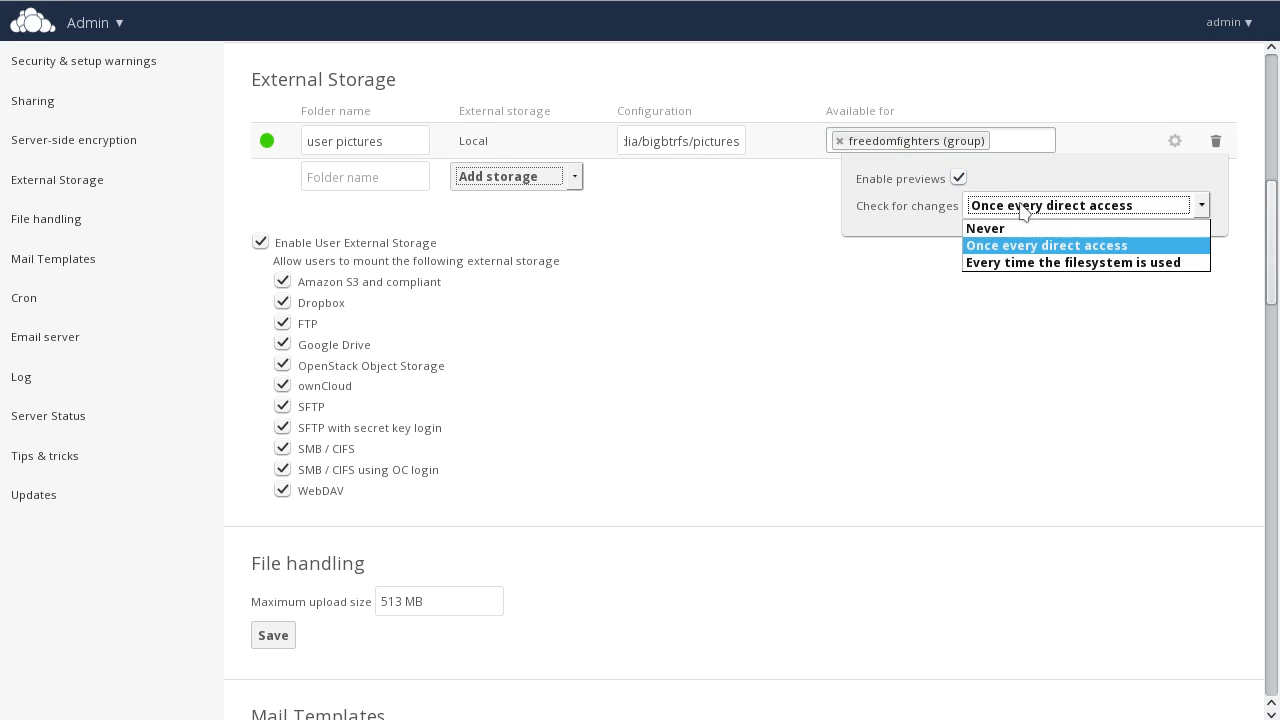 Admin ▼
admin ▼
Security & setup warnings
Sharing
Server-side encryption
External Storage
File handling
Mail Templates
Cron
Email server
Log
Server Status
Tips & tricks
Updates
External Storage
Folder name External storage Configuration Available for
user pictures Local dia/bigbtrfs/pictures × freedomfighters (group)
Folder name Add storage
Enable previews
Check for changes Once every direct access
Never
Once every direct access
Every time the filesystem is used
Enable User External Storage
Allow users to mount the following external storage
Amazon S3 and compliant
Dropbox
FTP
Google Drive
OpenStack Object Storage
ownCloud
SFTP
SFTP with secret key login
SMB / CIFS
SMB / CIFS using OC login
WebDAV
File handling
Maximum upload size 513 MB
Save
Mail Templates